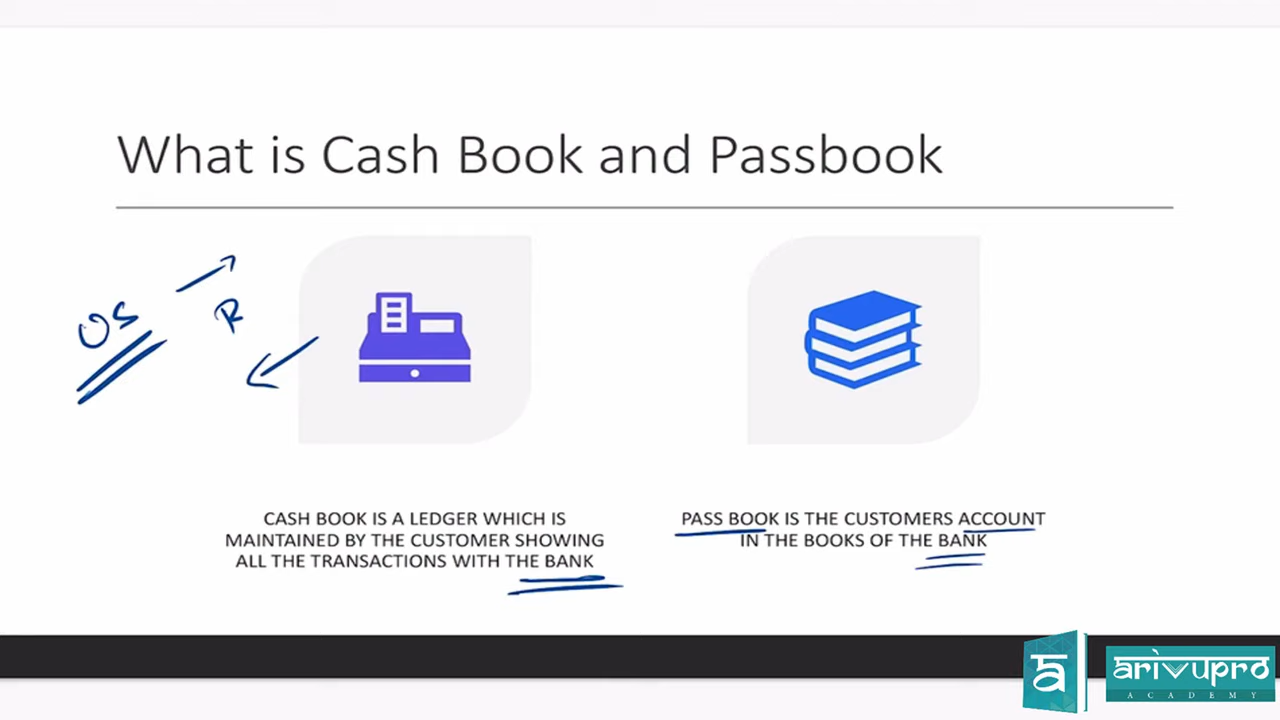 What is Cash Book and Passbook
OS
R
CASH BOOK IS A LEDGER WHICH IS
MAINTAINED BY THE CUSTOMER SHOWING
ALL THE TRANSACTIONS WITH THE BANK
PASS BOOK IS THE CUSTOMERS ACCOUNT
IN THE BOOKS OF THE BANK
arivupro
ACADEMY